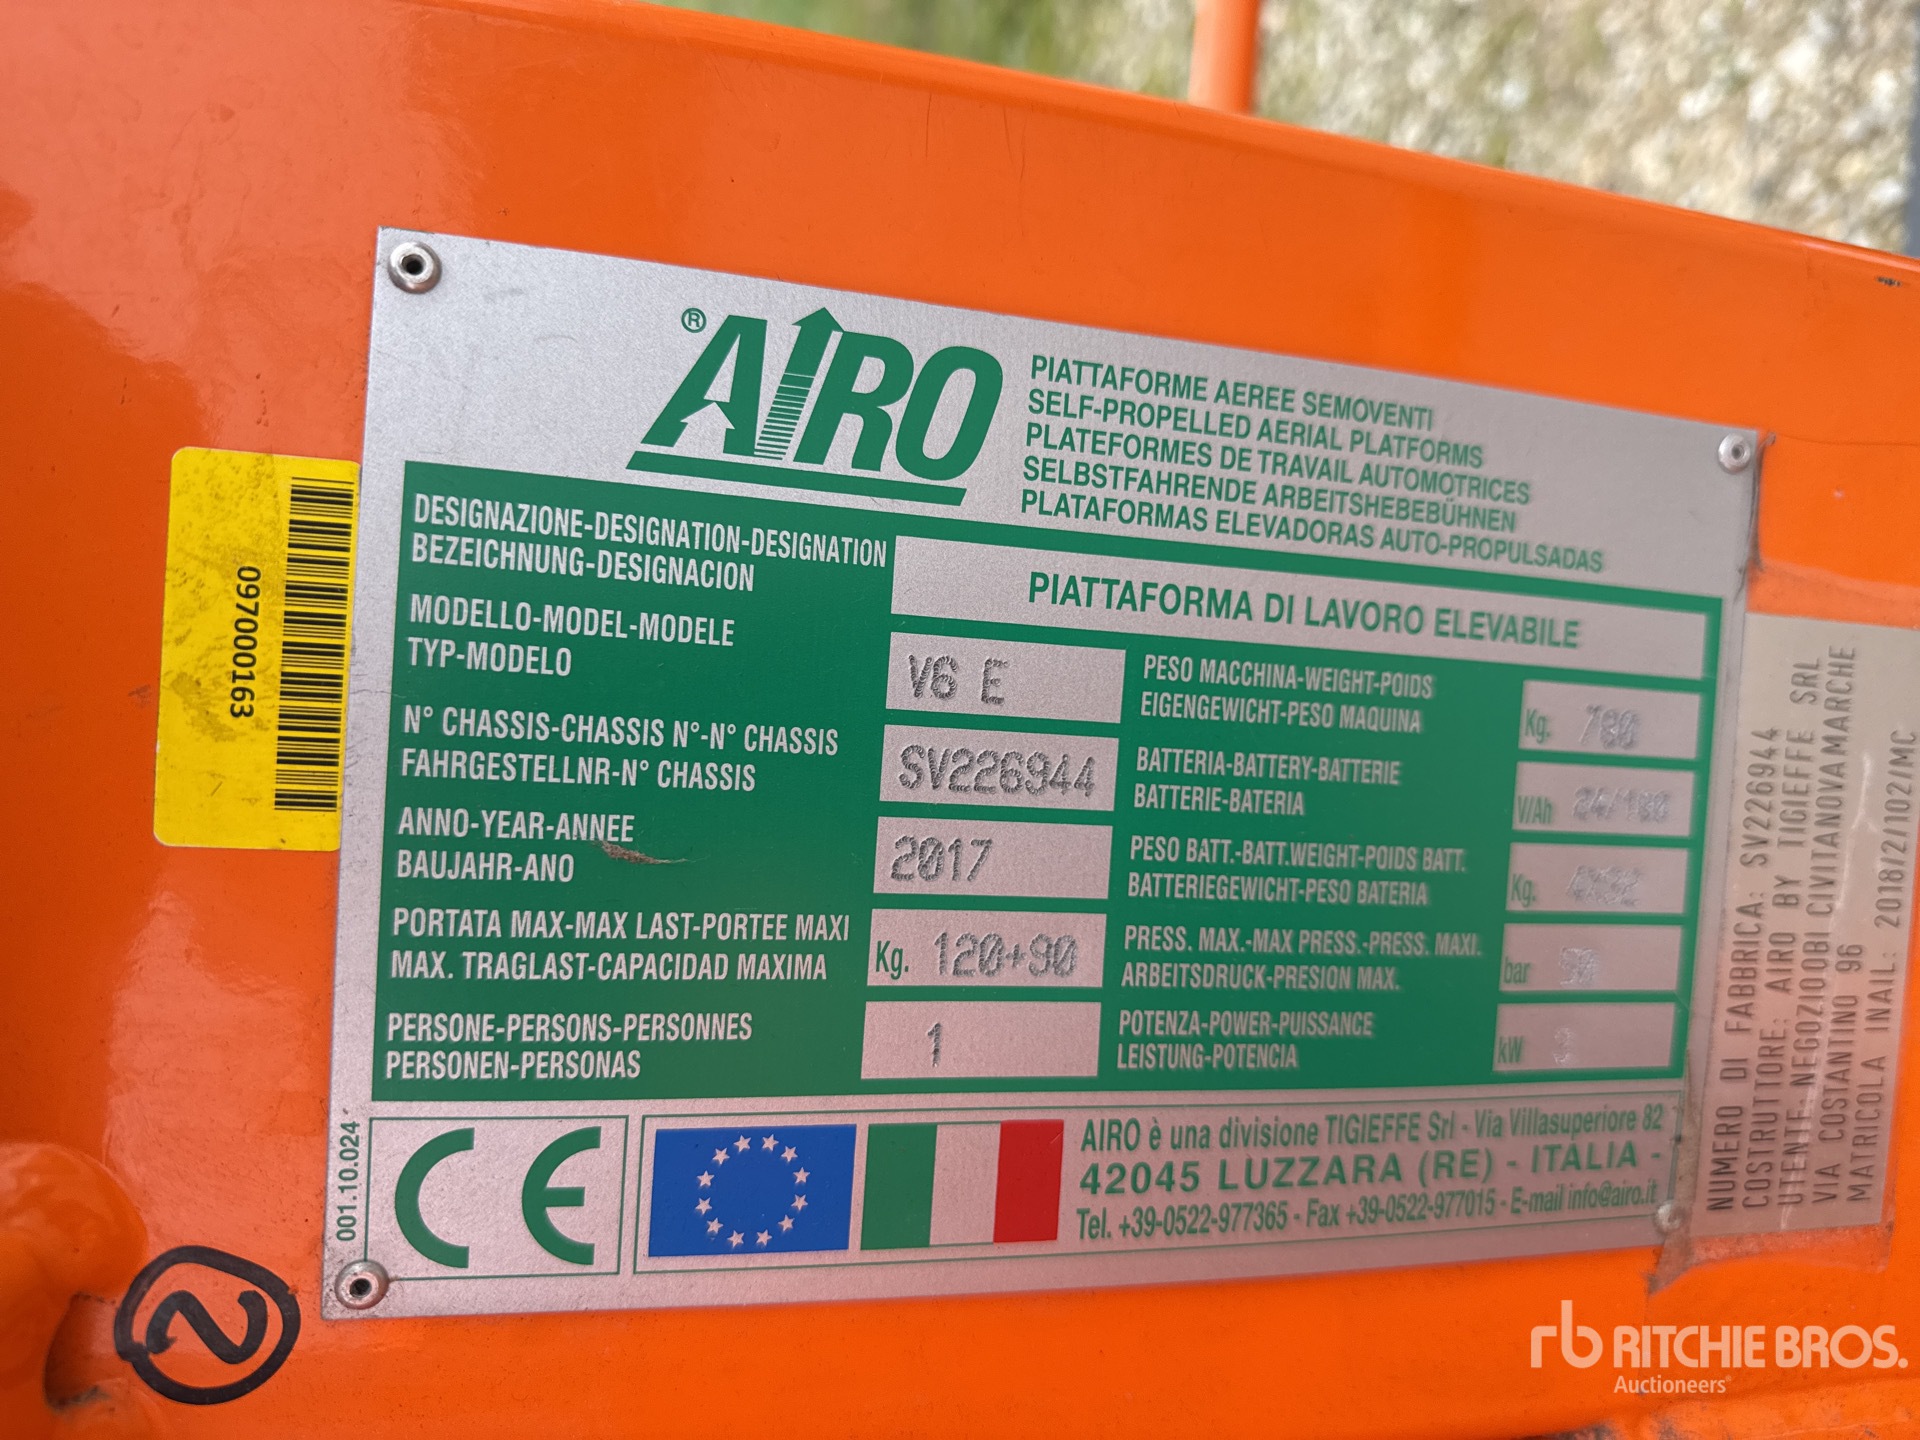 ® AIRO
PIATTAFORME AEREE SEMOVENTI
SELF-PROPELLED AERIAL PLATFORMS
PLATEFORMES DE TRAVAIL AUTOMOTRICES
SELBSTFAHRENDE ARBEITSHEBEBÜHNEN
PLATAFORMAS ELEVADORAS AUTO-PROPULSADAS
DESIGNAZIONE-DESIGNATION-DESIGNATION
BEZEICHNUNG-DESIGNACION
PIATTAFORMA DI LAVORO ELEVABILE
MODELLO-MODEL-MODELE
TYP-MODELO
V6 E
N° CHASSIS-CHASSIS N°-N° CHASSIS
FAHRGESTELLNR-N° CHASSIS
SV226944
ANNO-YEAR-ANNEE
BAUJAHR-ANO
2017
PORTATA MAX-MAX LAST-PORTEE MAXI
MAX. TRAGLAST-CAPACIDAD MAXIMA
Kg. 120+90
PERSONE-PERSONS-PERSONNES
PERSONEN-PERSONAS
1
PESO MACCHINA-WEIGHT-POIDS
EIGENGEWICHT-PESO MAQUINA
Kg.
BATTERIA-BATTERY-BATTERIE
BATTERIE-BATERIA
V/Ah
PESO BATT.-BATT.WEIGHT-POIDS BATT.
BATTERIEGEWICHT-PESO BATERIA
Kg.
PRESS. MAX.-MAX PRESS.-PRESS. MAXI.
ARBEITSDRUCK-PRESION MAX.
bar
POTENZA-POWER-PUISSANCE
LEISTUNG-POTENCIA
kW
001.10.024
CE
AIRO è una divisione TIGIEFFE Srl - Via Villasuperiore 82
42045 LUZZARA (RE) - ITALIA -
Tel. +39-0522-977365 - Fax +39-0522-977015 - E-mail info@airo.it
097000163
NUMERO DI FABBRICA: SV226944
COSTRUTTORE: AIRO BY TIGIEFFE SRL
UTENTE: NEGOZIOLOBI CIVITANOVAMARCHE
VIA COSTANTINO 96
MATRICOLA INAIL: 2018/2/102/MC
2
rb RITCHIE BROS.
Auctioneers